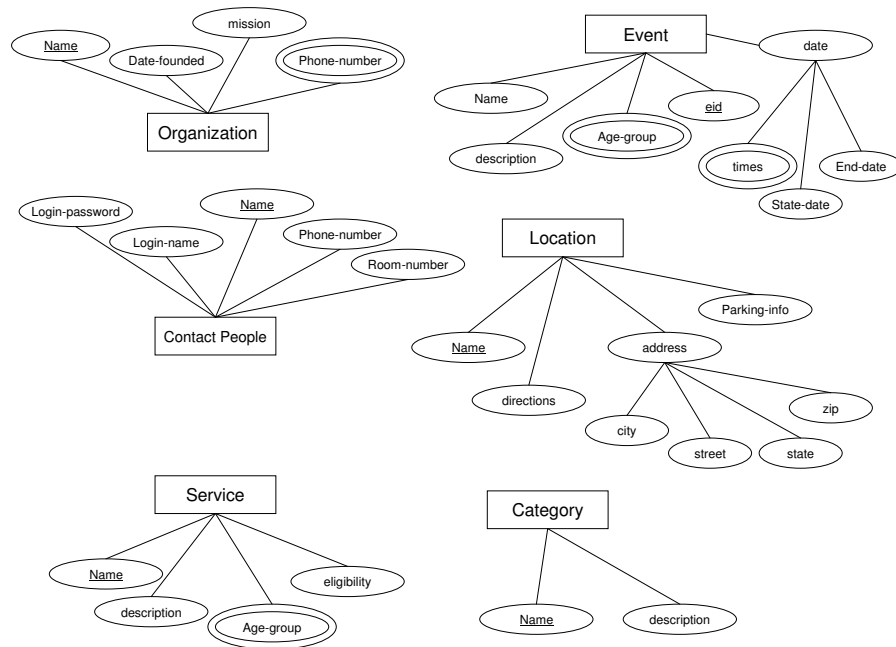 mission
Name
Date-founded
Phone-number
Organization
Event
date
Name
eid
description
Age-group
times
End-date
State-date
Login-password
Name
Login-name
Phone-number
Room-number
Contact People
Location
Parking-info
Name
address
directions
zip
city
street
state
Service
Name
eligibility
description
Age-group
Category
Name
description